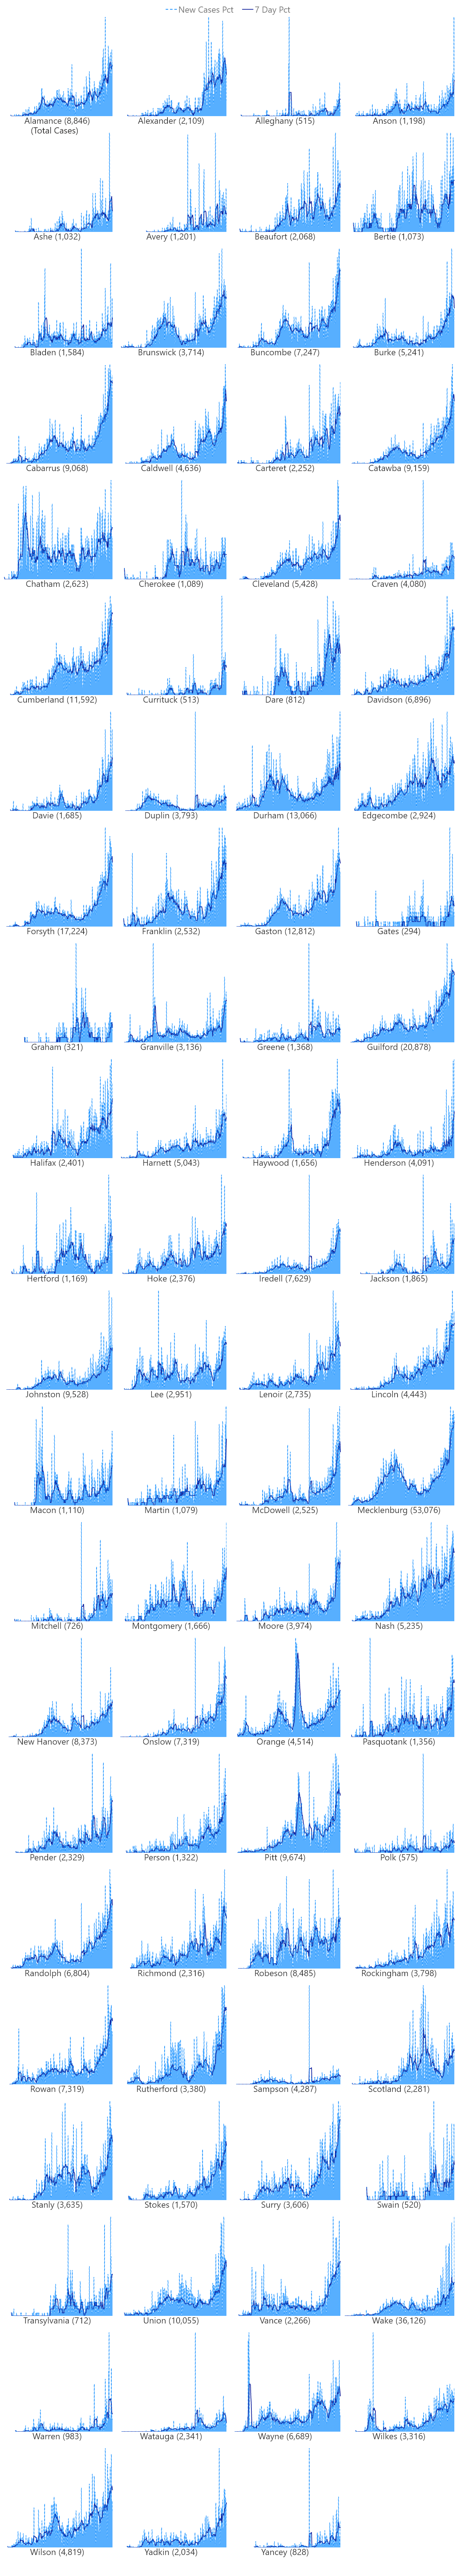 New Cases Pct 7 Day Pct
Alamance (8,846) Alexander (2,109) Alleghany (515) Anson (1,198)
(Total Cases)
Ashe (1,032) Avery (1,201) Beaufort (2,068) Bertie (1,073)
Bladen (1,584) Brunswick (3,714) Buncombe (7,247) Burke (5,241)
Cabarrus (9,068) Caldwell (4,636) Carteret (2,252) Catawba (9,159)
Chatham (2,623) Cherokee (1,089) Cleveland (5,428) Craven (4,080)
Cumberland (11,592) Currituck (513) Dare (812) Davidson (6,896)
Davie (1,685) Duplin (3,793) Durham (13,066) Edgecombe (2,924)
Forsyth (17,224) Franklin (2,532) Gaston (12,812) Gates (294)
Graham (321) Granville (3,136) Greene (1,368) Guilford (20,878)
Halifax (2,401) Harnett (5,043) Haywood (1,656) Henderson (4,091)
Hertford (1,169) Hoke (2,376) Iredell (7,629) Jackson (1,865)
Johnston (9,528) Lee (2,951) Lenoir (2,735) Lincoln (4,443)
Macon (1,110) Martin (1,079) McDowell (2,525) Mecklenburg (53,076)
Mitchell (726) Montgomery (1,666) Moore (3,974) Nash (5,235)
New Hanover (8,373) Onslow (7,319) Orange (4,514) Pasquotank (1,356)
Pender (2,329) Person (1,322) Pitt (9,674) Polk (575)
Randolph (6,804) Richmond (2,316) Robeson (8,485) Rockingham (3,798)
Rowan (7,319) Rutherford (3,380) Sampson (4,287) Scotland (2,281)
Stanly (3,635) Stokes (1,570) Surry (3,606) Swain (520)
Transylvania (712) Union (10,055) Vance (2,266) Wake (36,126)
Warren (983) Watauga (2,341) Wayne (6,689) Wilkes (3,316)
Wilson (4,819) Yadkin (2,034) Yancey (828)